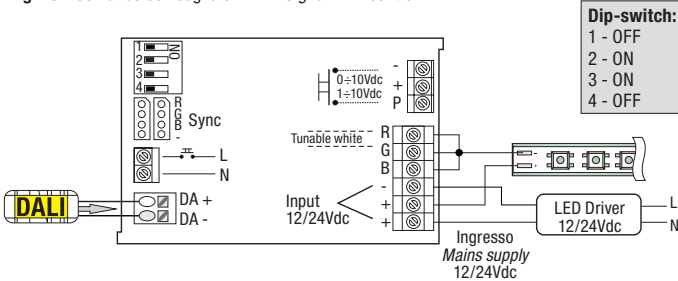 Dip-switch:
1 - OFF
2 - ON
3 - ON
4 - OFF
1
2
3
4
ON
R
G
B
-
Sync
L
N
DALI
DA +
DA -
0÷10Vdc
1÷10Vdc
-
+
P
Tunable white
R
G
B
-
+
+
Input
12/24Vdc
- 
+
LED Driver
12/24Vdc
L
N
Ingresso
Mains supply
12/24Vdc